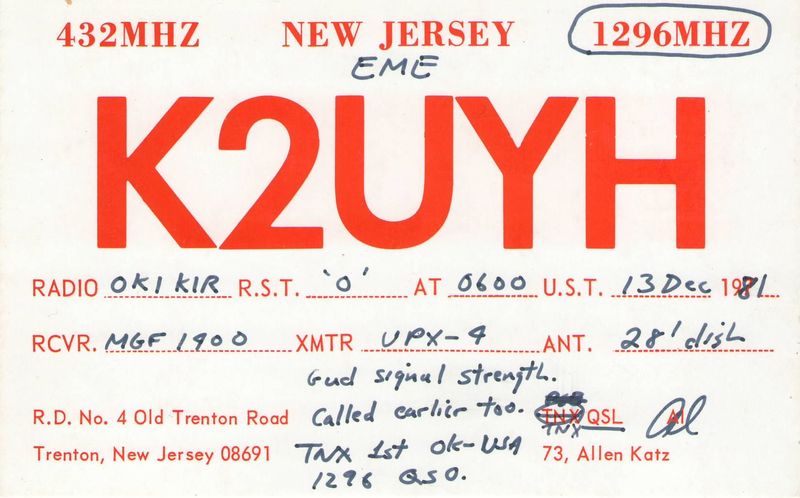 432MHZ NEW JERSEY 1296MHZ
EME
K2UYH
RADIO OK1KIR R.S.T. 'O' AT 0600 U.S.T. 13 Dec 1981
RCVR. MGF 1900 XMTR UPX-4 ANT. 28' dish
Gud signal strength.
R.D. No. 4 Old Trenton Road Called earlier too. TNX QSL Al
TNX
Trenton, New Jersey 08691 TNX 1st OK-USA 73, Allen Katz
1296 QSO.